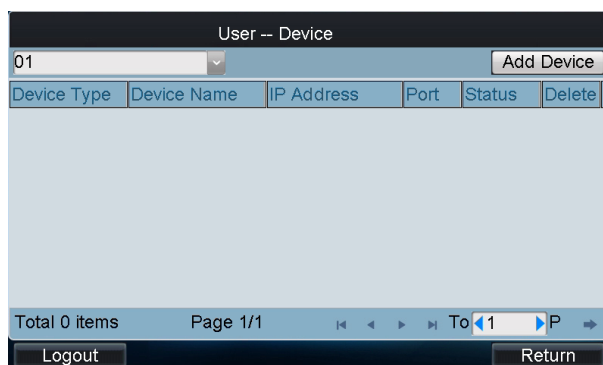 User -- Device
01 Add Device
Device Type Device Name IP Address Port Status Delete
Total 0 items Page 1/1 To 1 P
Logout Return